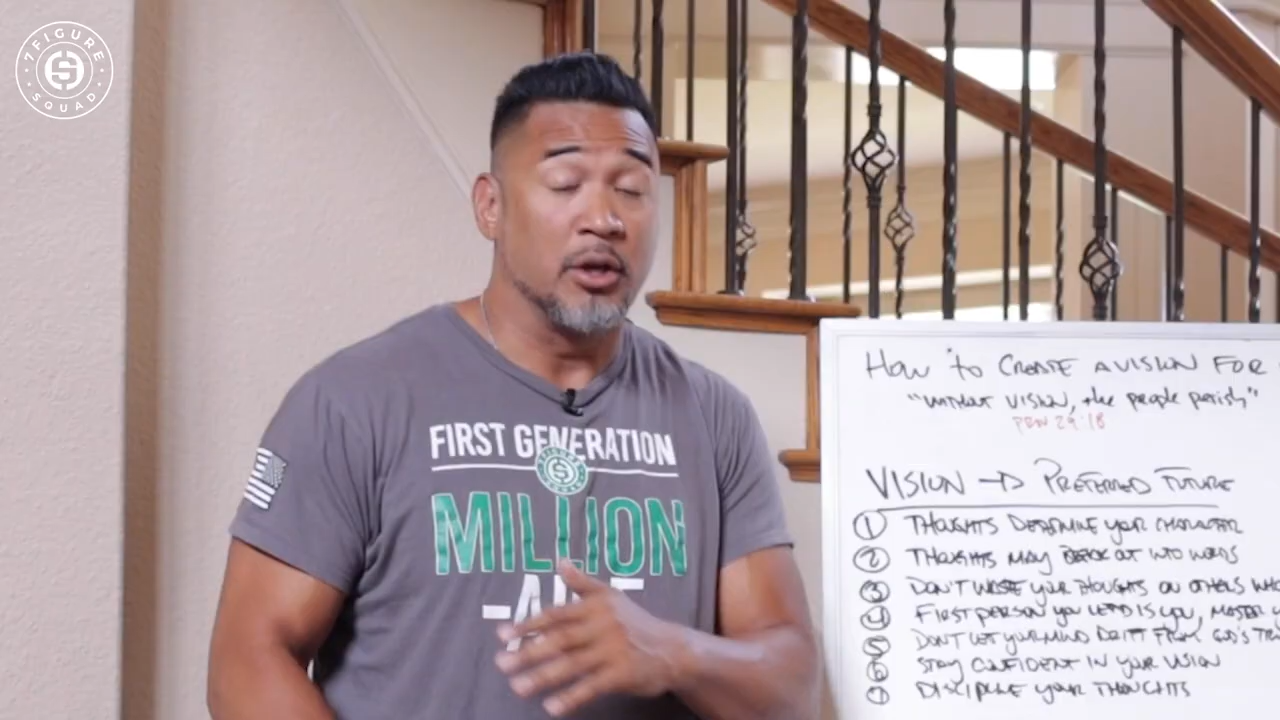 7 FIGURE SQUAD
FIRST GENERATION
7 FIGURE SQUAD
MILLION
HOW to CREATE A VISION FOR
"WITHOUT VISION, the people perish"
PROV 29:18
VISION → PREFERRED FUTURE
① THOUGHTS DETERMINE YOUR CHARACTER
② THOUGHTS MAY OUT INTO WORDS
③ DON'T WASTE YOUR THOUGHTS ON OTHERS WHO
④ FIRST PERSON YOU LEAD IS YOU, MASTER
⑤ DON'T LET YOUR MIND DRIFT FROM GOD'S
⑥ STAY CONFIDENT IN YOUR VISION
⑦ DISCIPLINE YOUR THOUGHTS